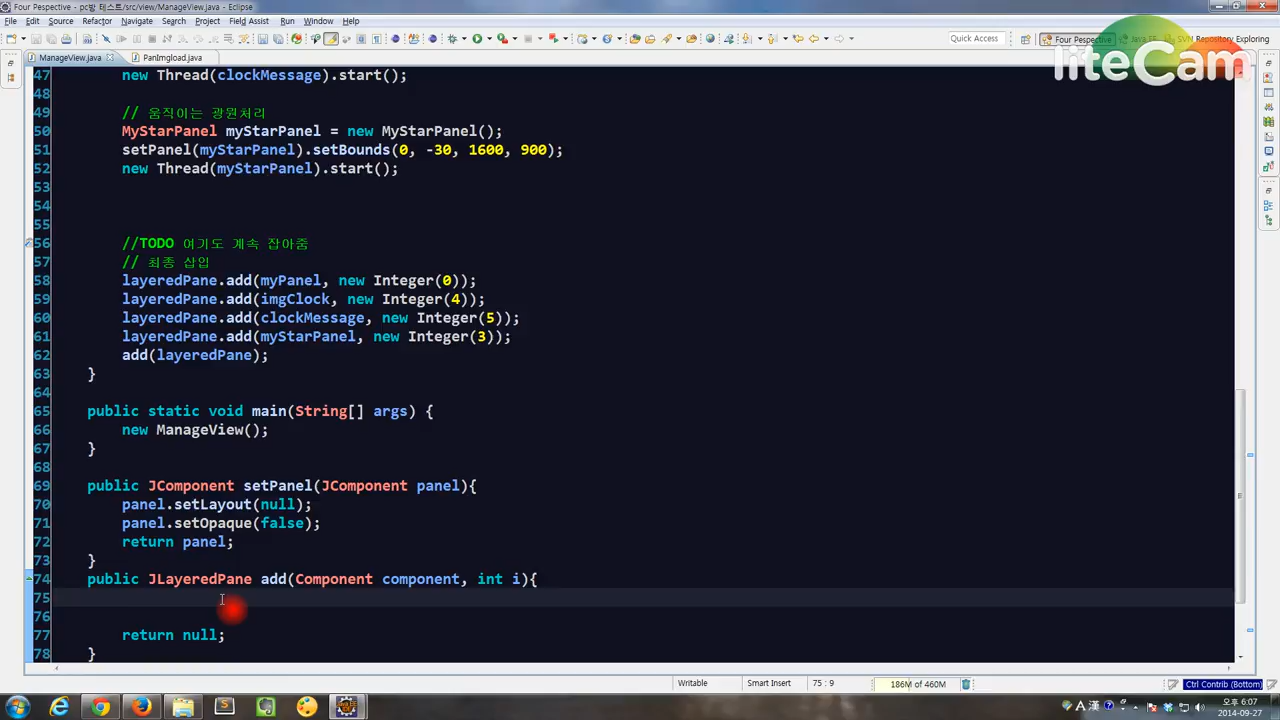 Four Perspective - pc방 테스트/src/view/ManageView.java - Eclipse
File Edit Source Refactor Navigate Search Project Field Assist Run Window Help
Quick Access
Four Perspective
Java EE
SVN Repository Exploring
liteCam
ManageView.java
PanImgload.java
47 new Thread(clockMessage).start();
48
49 // 움직이는 광원처리
50 MyStarPanel myStarPanel = new MyStarPanel();
51 setPanel(myStarPanel).setBounds(0, -30, 1600, 900);
52 new Thread(myStarPanel).start();
53
54
55
56 //TODO 여기도 계속 잡아줌
57 // 최종 삽입
58 layeredPane.add(myPanel, new Integer(0));
59 layeredPane.add(imgClock, new Integer(4));
60 layeredPane.add(clockMessage, new Integer(5));
61 layeredPane.add(myStarPanel, new Integer(3));
62 add(layeredPane);
63 }
64
65 public static void main(String[] args) {
66 new ManageView();
67 }
68
69 public JComponent setPanel(JComponent panel){
70 panel.setLayout(null);
71 panel.setOpaque(false);
72 return panel;
73 }
74 public JLayeredPane add(Component component, int i){
75
76
77 return null;
78 }
Writable Smart Insert 75 : 9 186M of 460M Ctrl Contrib (Bottom)
A 漢 오후 6:07
2014-09-27